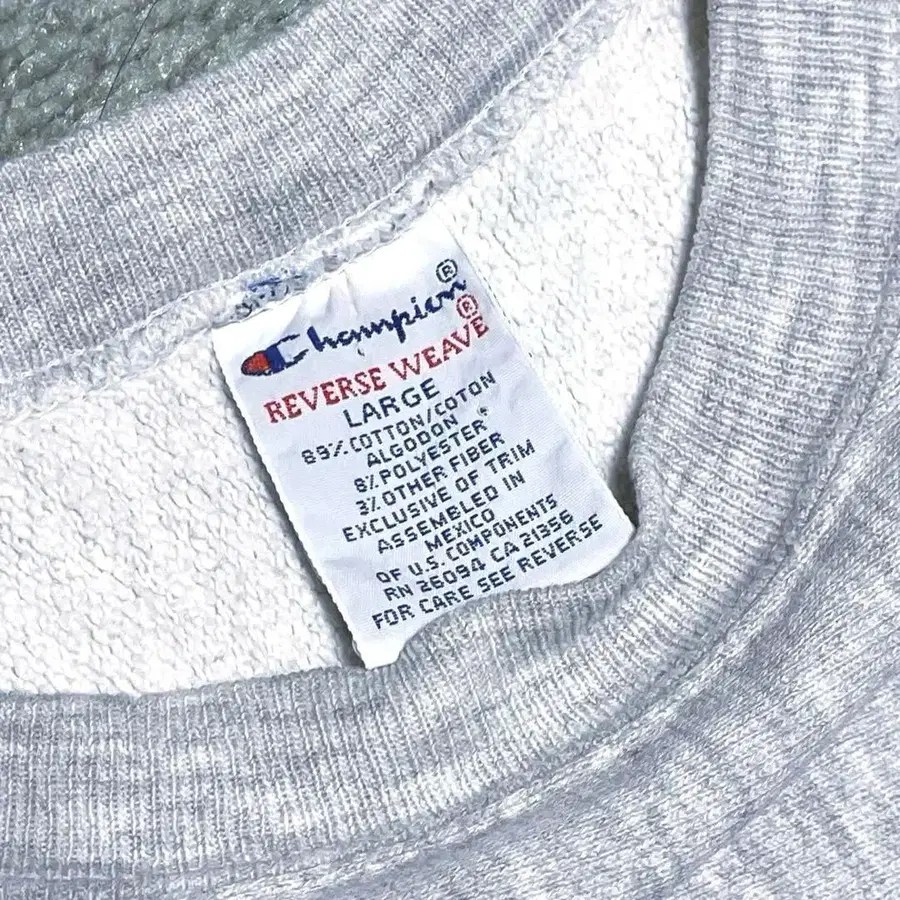 Champion®
REVERSE WEAVE®
LARGE
89% COTTON/COTON
ALGODON
8% POLYESTER
3% OTHER FIBER
EXCLUSIVE OF TRIM
ASSEMBLED IN
MEXICO
OF U.S. COMPONENTS
RN 26094 CA 21356
FOR CARE SEE REVERSE